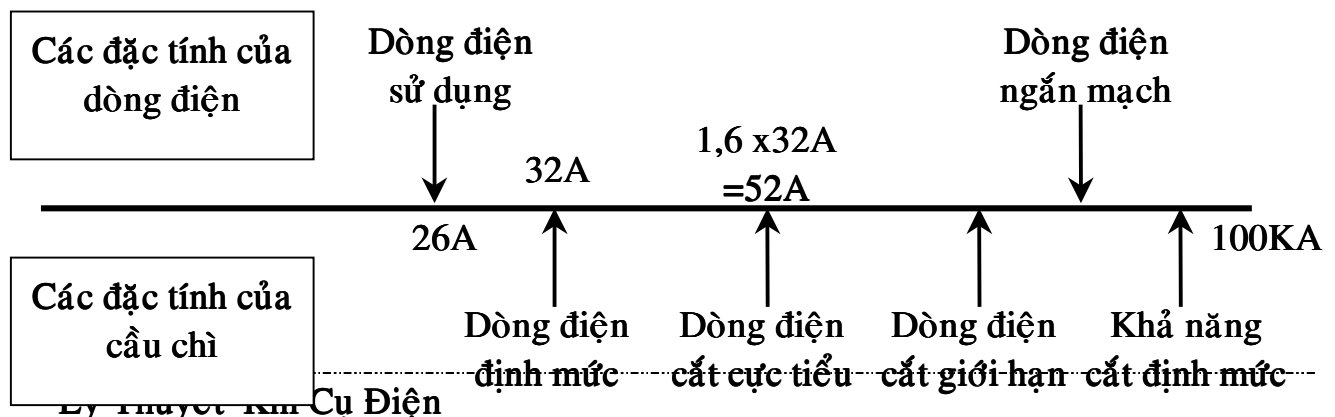 Các đặc tính của
dòng điện
Dòng điện
sử dụng
Dòng điện
ngắn mạch
32A
1,6 x32A
=52A
26A
100KA
Các đặc tính của
cầu chì
Dòng điện
định mức
Dòng điện
cắt cực tiểu
Dòng điện
cắt giới hạn
Khả năng
cắt định mức
Cụ Điện